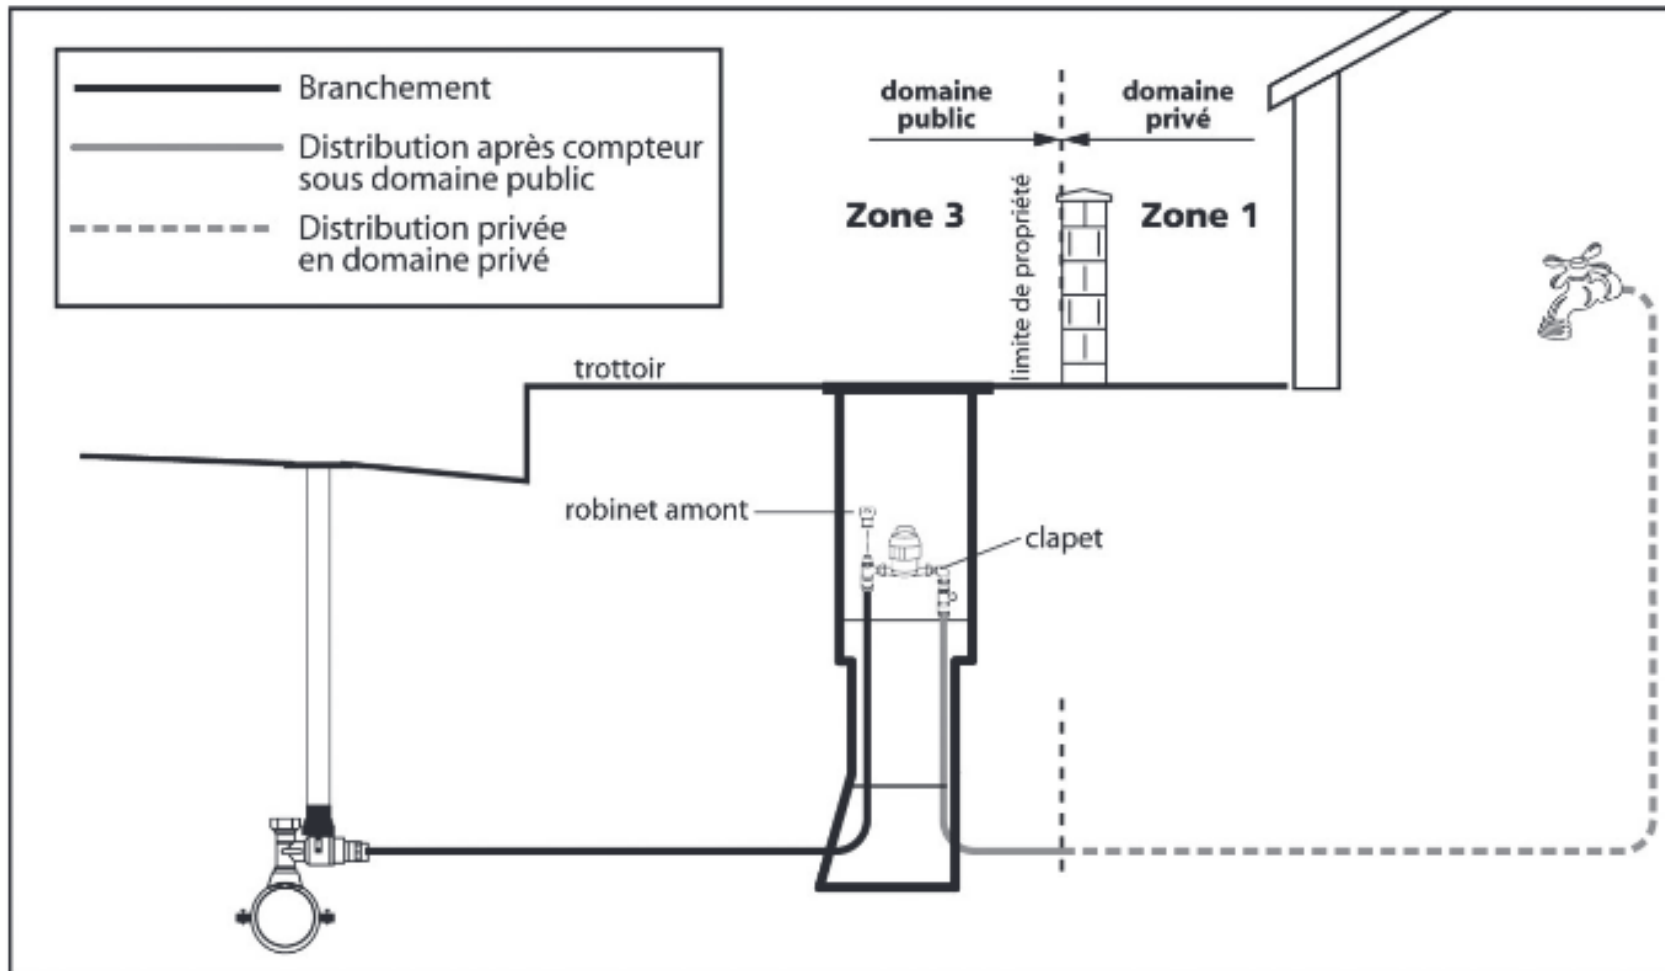 Branchement
Distribution après compteur
sous domaine public
Distribution privée
en domaine privé
domaine
public
domaine
privé
Zone 3
limite de propriété
Zone 1
trottoir
robinet amont
clapet